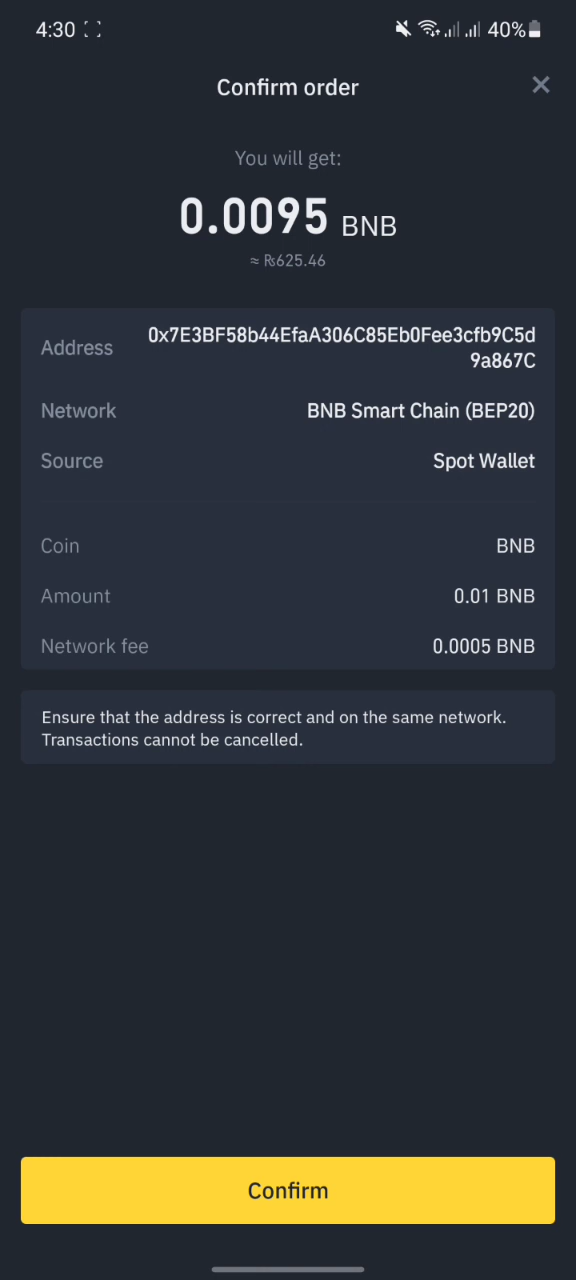 4:30
40%
Confirm order
You will get:
0.0095 BNB
≈ ₨625.46
Address 0x7E3BF58b44EfaA306C85Eb0Fee3cfb9C5d
9a867C
Network BNB Smart Chain (BEP20)
Source Spot Wallet
Coin BNB
Amount 0.01 BNB
Network fee 0.0005 BNB
Ensure that the address is correct and on the same network.
Transactions cannot be cancelled.
Confirm